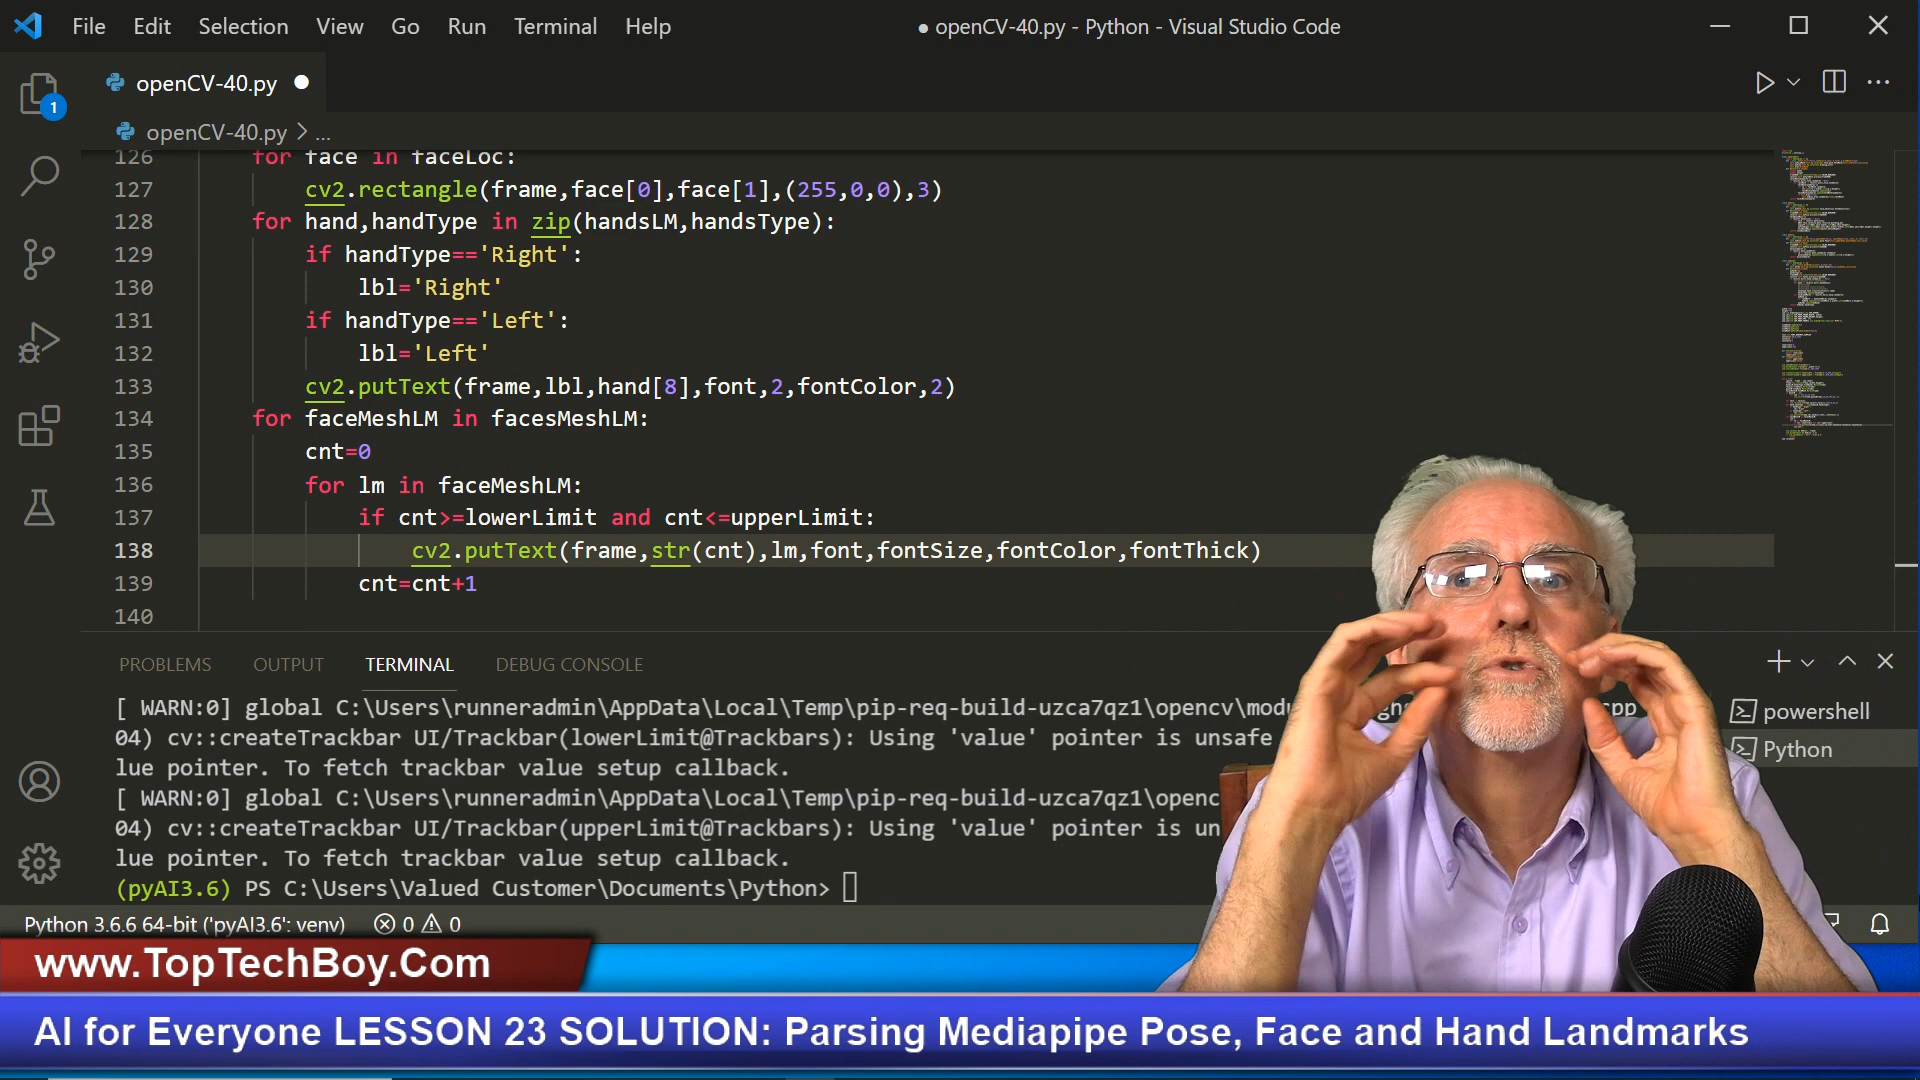 File Edit Selection View Go Run Terminal Help
● openCV-40.py - Python - Visual Studio Code
1
openCV-40.py ●
openCV-40.py > ...
126 for face in faceLoc:
127 cv2.rectangle(frame,face[0],face[1],(255,0,0),3)
128 for hand,handType in zip(handsLM,handsType):
129 if handType=='Right':
130 lbl='Right'
131 if handType=='Left':
132 lbl='Left'
133 cv2.putText(frame,lbl,hand[8],font,2,fontColor,2)
134 for faceMeshLM in facesMeshLM:
135 cnt=0
136 for lm in faceMeshLM:
137 if cnt>=lowerLimit and cnt<=upperLimit:
138 cv2.putText(frame,str(cnt),lm,font,fontSize,fontColor,fontThick)
139 cnt=cnt+1
140
PROBLEMS OUTPUT TERMINAL DEBUG CONSOLE
[ WARN:0] global C:\Users\runneradmin\AppData\Local\Temp\pip-req-build-uzca7qz1\opencv\modu
04) cv::createTrackbar UI/Trackbar(lowerLimit@Trackbars): Using 'value' pointer is unsafe
lue pointer. To fetch trackbar value setup callback.
[ WARN:0] global C:\Users\runneradmin\AppData\Local\Temp\pip-req-build-uzca7qz1\openc
04) cv::createTrackbar UI/Trackbar(upperLimit@Trackbars): Using 'value' pointer is un
lue pointer. To fetch trackbar value setup callback.
(pyAI3.6) PS C:\Users\Valued Customer\Documents\Python>
powershell
Python
Python 3.6.6 64-bit ('pyAI3.6': venv) 0 0
www.TopTechBoy.Com
AI for Everyone LESSON 23 SOLUTION: Parsing Mediapipe Pose, Face and Hand Landmarks